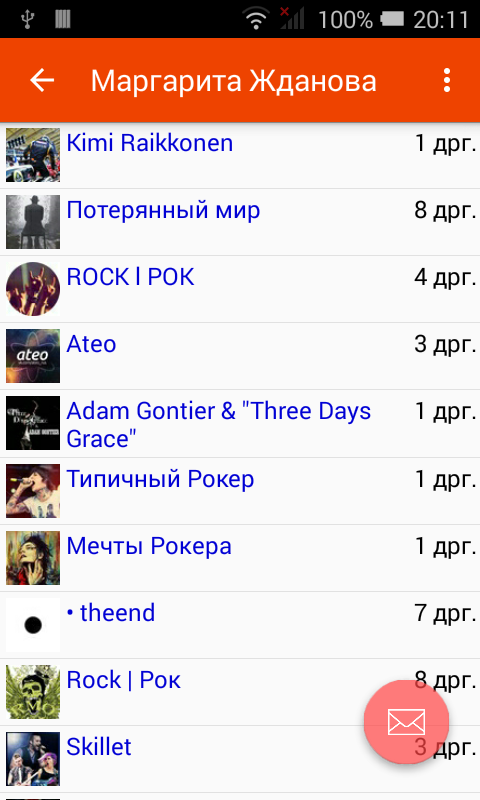 100% 20:11
Маргарита Жданова
Kimi Raikkonen 1 дрг.
Потерянный мир 8 дрг.
ROCK l РОК 4 дрг.
ateo
Ateo 3 дрг.
Adam Gontier & "Three Days 1 дрг.
Grace"
Типичный Рокер 1 дрг.
Мечты Рокера 1 дрг.
• theend 7 дрг.
Rock | Рок 8 дрг.
Skillet 3 дрг.